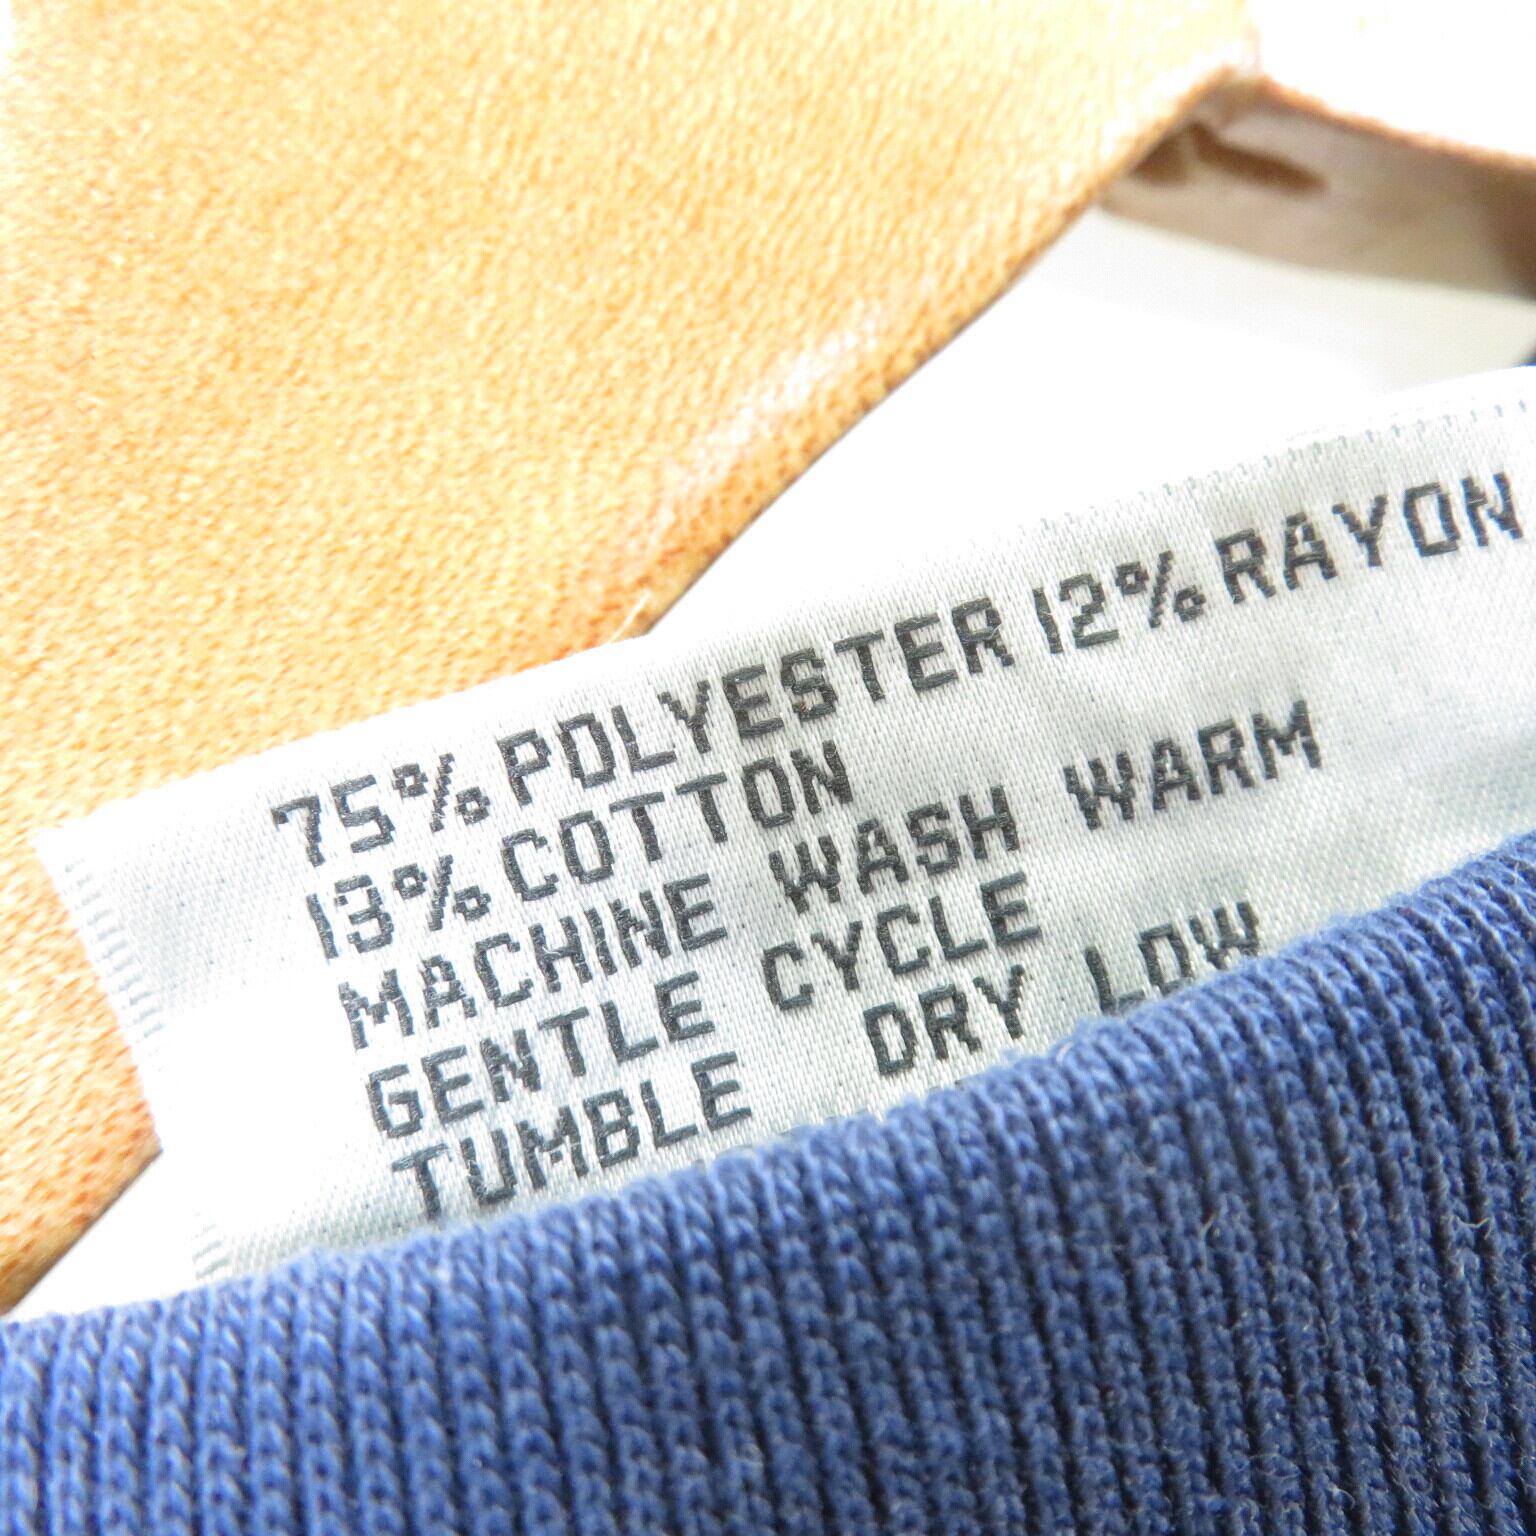 75% POLYESTER 12% RAYON
13% COTTON
MACHINE WASH WARM
GENTLE CYCLE
TUMBLE DRY LOW